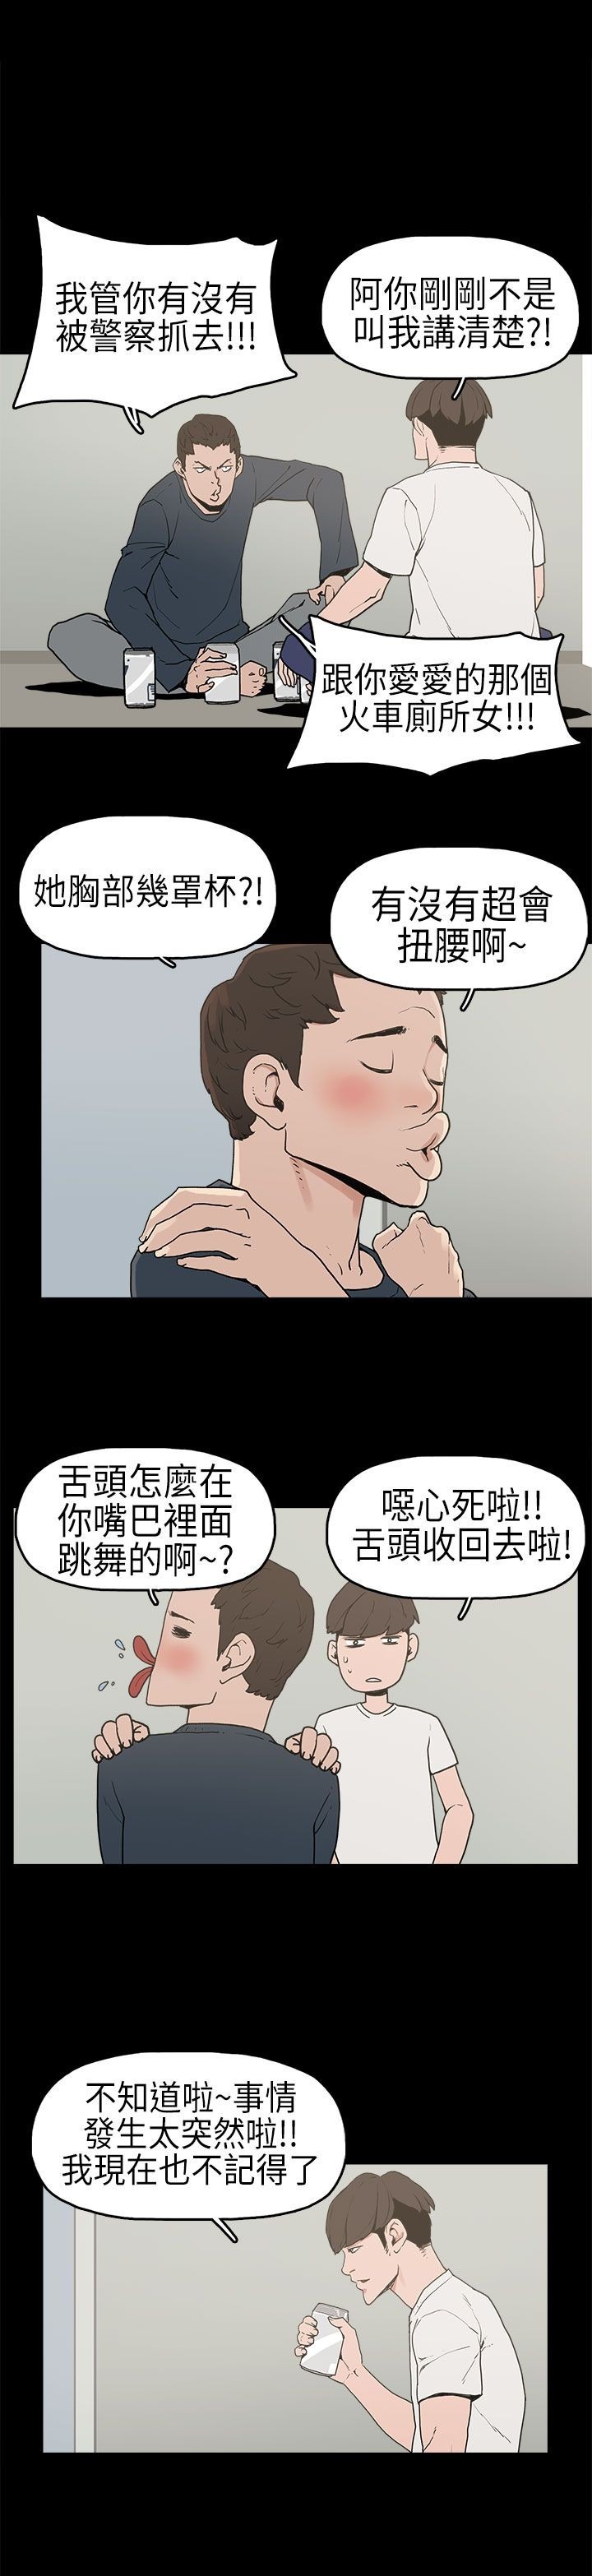 我管你有沒有
被警察抓去!!!
阿你剛剛不是
叫我講清楚?!
跟你愛愛的那個
火車廁所女!!!
她胸部幾罩杯?!
有沒有超會
扭腰啊~
舌頭怎麼在
你嘴巴裡面
跳舞的啊~?
噁心死啦!!
舌頭收回去啦!
不知道啦~事情
發生太突然啦!!
我現在也不記得了